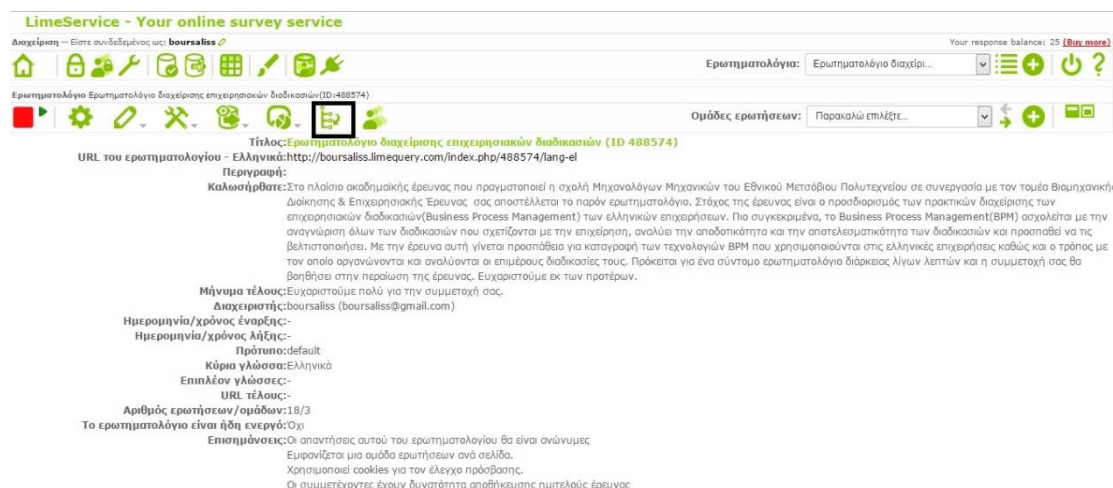 LimeService - Your online survey service
Διαχείριση -- Είστε συνδεδεμένος ως: boursaliss
Your response balance: 25 (Buy more)
Ερωτηματολόγια: Ερωτηματολόγιο διαχείρι...
Ερωτηματολόγιο Ερωτηματολόγιο διαχείρισης επιχειρησιακών διαδικασιών(ID:488574)
Ομάδες ερωτήσεων: Παρακαλώ επιλέξτε...
Τίτλος:Ερωτηματολόγιο διαχείρισης επιχειρησιακών διαδικασιών (ID 488574)
URL του ερωτηματολογίου - Ελληνικά:http://boursaliss.limequery.com/index.php/488574/lang-el
Περιγραφή:
Καλωσήρθατε:Στο πλαίσιο ακαδημαϊκής έρευνας που πραγματοποιεί η σχολή Μηχανολόγων Μηχανικών του Εθνικού Μετσόβιου Πολυτεχνείου σε συνεργασία με τον τομέα Βιομηχανικής
Διοίκησης & Επιχειρησιακής Έρευνας σας αποστέλλεται το παρόν ερωτηματολόγιο. Στόχος της έρευνας είναι ο προσδιορισμός των πρακτικών διαχείρισης των
επιχειρησιακών διαδικασιών(Business Process Management) των ελληνικών επιχειρήσεων. Πιο συγκεκριμένα, το Business Process Management(BPM) ασχολείται με την
αναγνώριση όλων των διαδικασιών που σχετίζονται με την επιχείρηση, αναλύει την αποδοτικότητα και την αποτελεσματικότητα των διαδικασιών και προσπαθεί να τις
βελτιστοποιήσει. Με την έρευνα αυτή γίνεται προσπάθεια για καταγραφή των τεχνολογιών BPM που χρησιμοποιούνται στις ελληνικές επιχειρήσεις καθώς και ο τρόπος με
τον οποίο οργανώνονται και αναλύονται οι επιμέρους διαδικασίες τους. Πρόκειται για ένα σύντομο ερωτηματολόγιο διάρκειας λίγων λεπτών και η συμμετοχή σας θα
βοηθήσει στην περαίωση της έρευνας. Ευχαριστούμε εκ των προτέρων.
Μήνυμα τέλους:Ευχαριστούμε πολύ για την συμμετοχή σας.
Διαχειριστής:boursaliss (boursaliss@gmail.com)
Ημερομηνία/χρόνος έναρξης:-
Ημερομηνία/χρόνος λήξης:-
Πρότυπο:default
Κύρια γλώσσα:Ελληνικά
Επιπλέον γλώσσες:-
URL τέλους:-
Αριθμός ερωτήσεων/ομάδων:18/3
Το ερωτηματολόγιο είναι ήδη ενεργό:Όχι
Επισημάνσεις:Οι απαντήσεις αυτού του ερωτηματολογίου θα είναι ανώνυμες
Εμφανίζεται μια ομάδα ερωτήσεων ανά σελίδα.
Χρησιμοποιεί cookies για τον έλεγχο πρόσβασης.
Οι συμμετέχοντες έχουν δυνατότητα αποθήκευσης ημιτελούς έρευνας